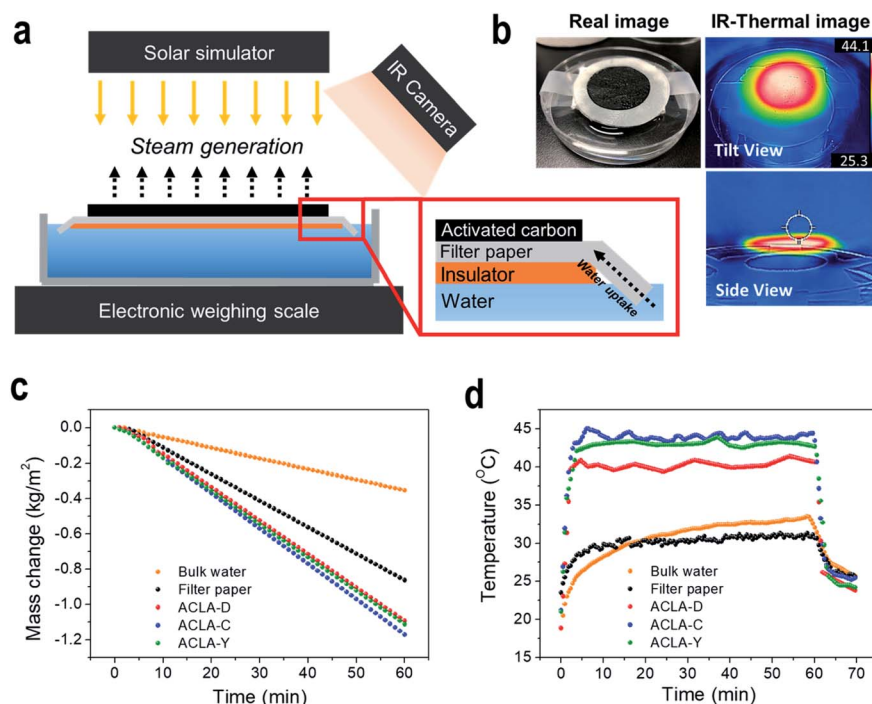 a
Solar simulator
IR Camera
Steam generation
Electronic weighing scale
Activated carbon
Filter paper
Insulator
Water
Water uptake
b
Real image
IR-Thermal image
44.1
Tilt View
25.3
Side View
c
Mass change (kg/m²)
0.0
-0.2
-0.4
-0.6
-0.8
-1.0
-1.2
Bulk water
Filter paper
ACLA-D
ACLA-C
ACLA-Y
0 10 20 30 40 50 60
Time (min)
d
Temperature (°C)
45
40
35
30
25
20
15
Bulk water
Filter paper
ACLA-D
ACLA-C
ACLA-Y
0 10 20 30 40 50 60 70
Time (min)